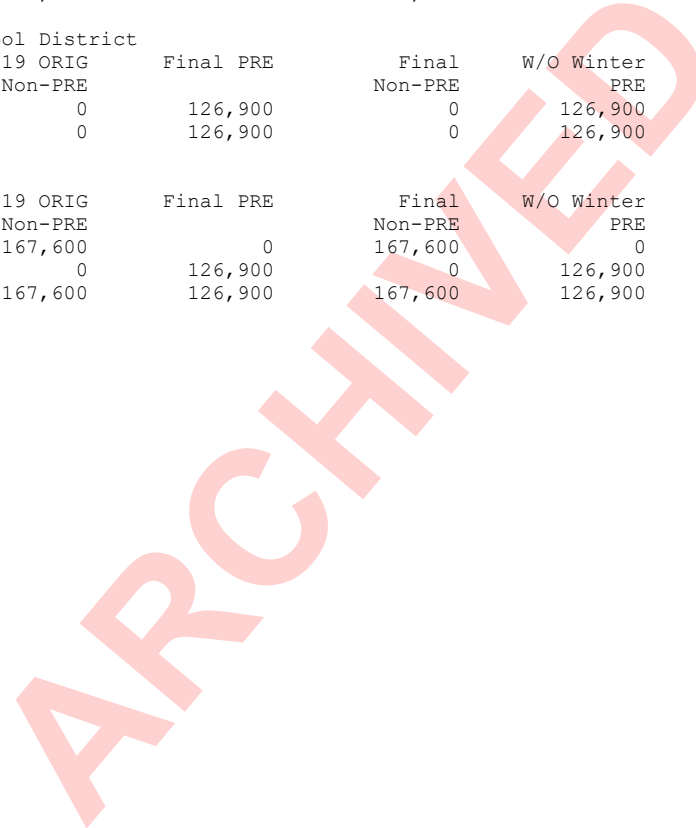 ol District
19 ORIG Final PRE Final W/O Winter
Non-PRE Non-PRE PRE
0 126,900 0 126,900
0 126,900 0 126,900
19 ORIG Final PRE Final W/O Winter
Non-PRE Non-PRE PRE
167,600 0 167,600 0
0 126,900 0 126,900
167,600 126,900 167,600 126,900
ARCHIVED